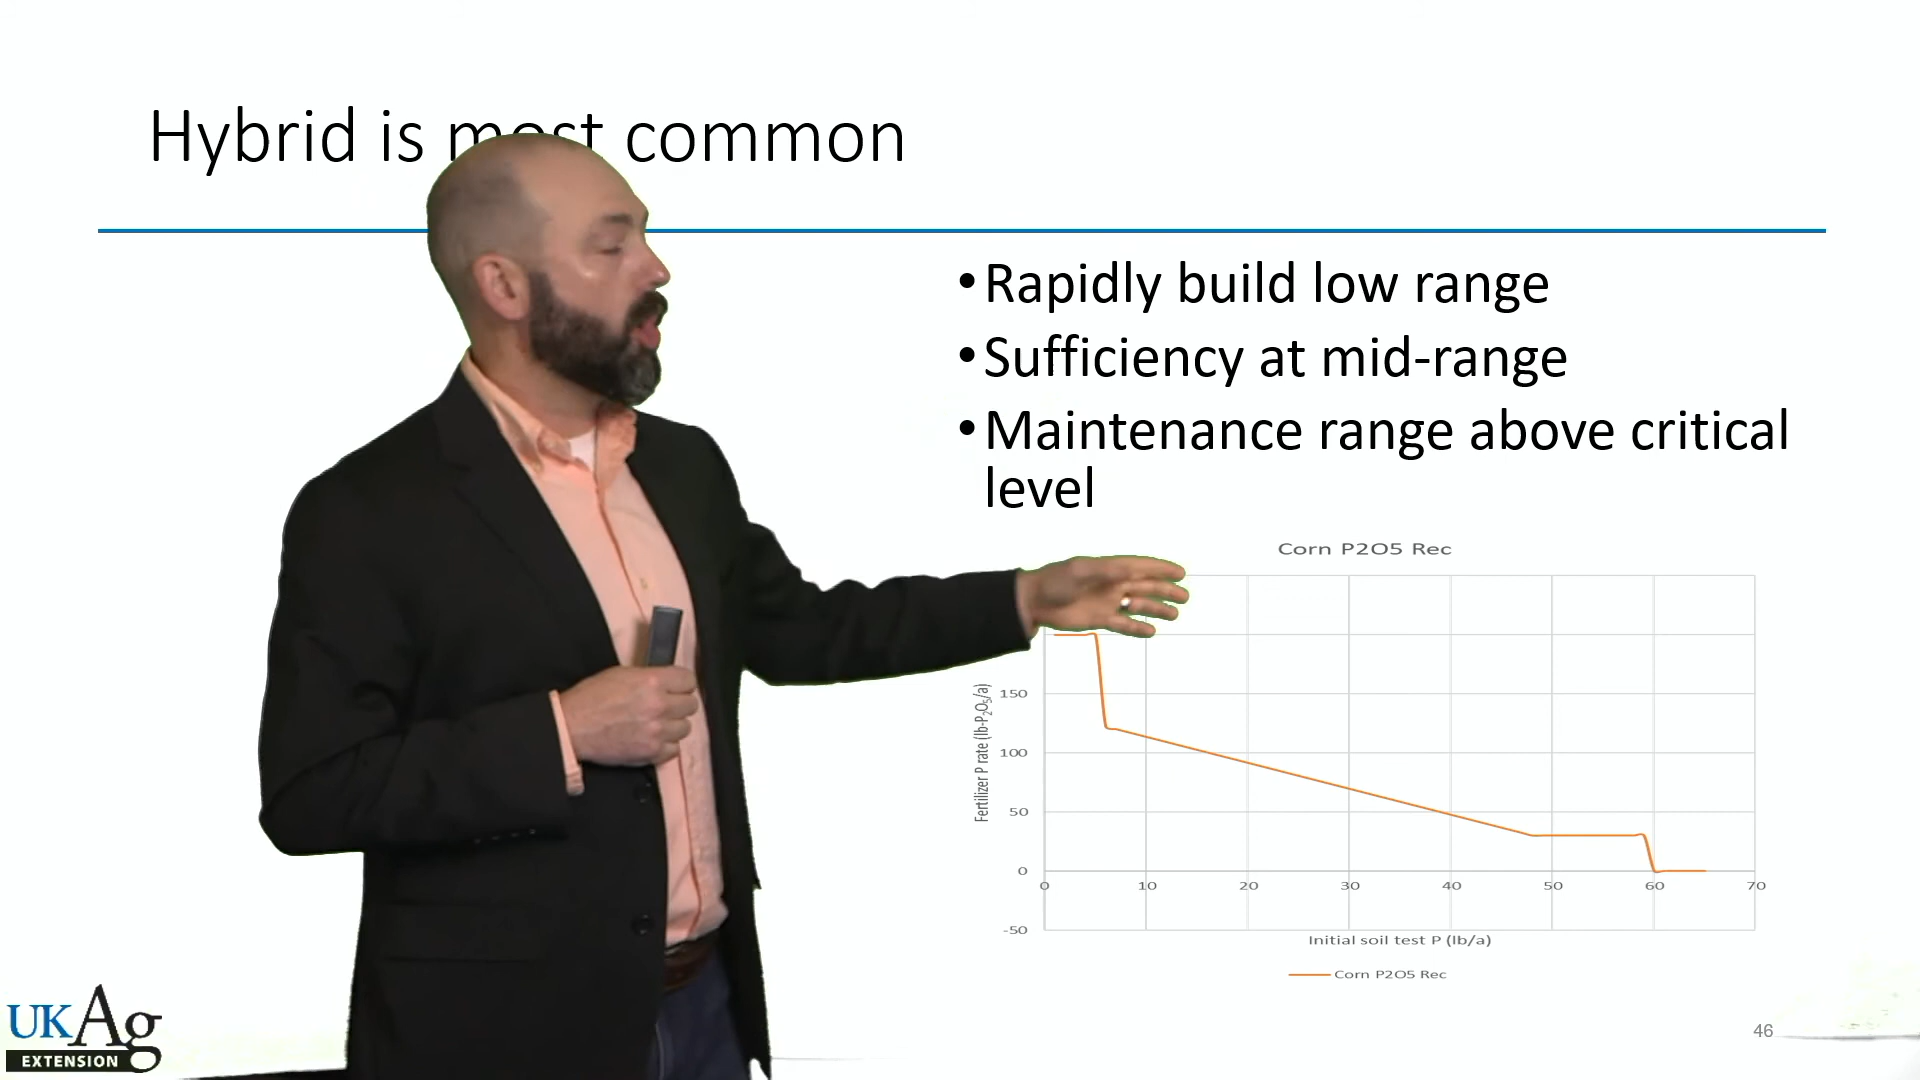 Hybrid is most common
• Rapidly build low range
• Sufficiency at mid-range
• Maintenance range above critical
level
Corn P2O5 Rec
Fertilizer P rate (lb-P2O5/a)
150
100
50
0
-50
0 10 20 30 40 50 60 70
Initial soil test P (lb/a)
Corn P2O5 Rec
46
UKAg
EXTENSION